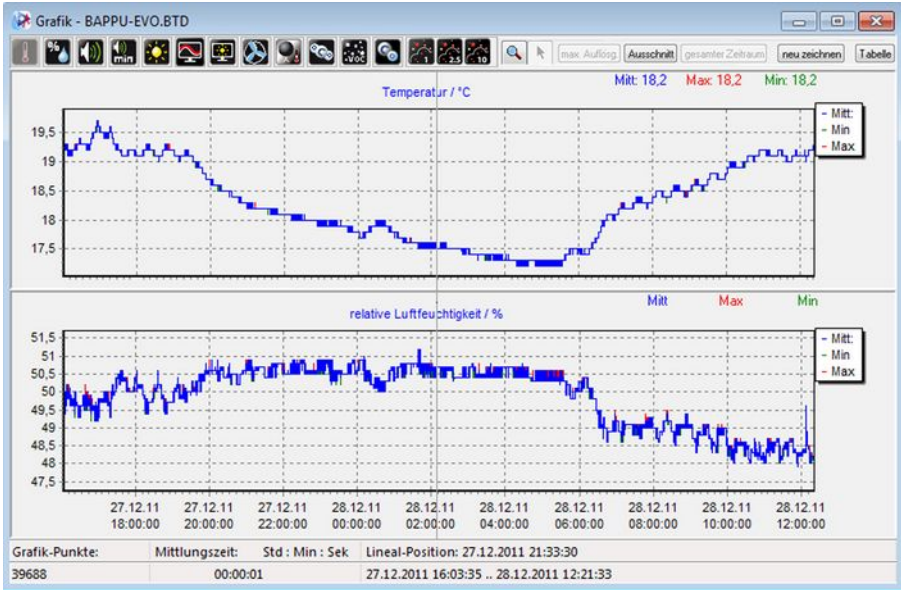 Grafik - BAPPU-EVO.BTD
% min VOC 1 2.5 10 max. Auflösg. Ausschnitt gesamter Zeitraum neu zeichnen Tabelle
Mitt: 18,2 Max: 18,2 Min: 18,2
Temperatur / °C
Mitt:
Min
Max
19,5
19
18,5
18
17,5
Mitt Max Min
relative Luftfeuchtigkeit / %
Mitt:
Min
Max
51,5
51
50,5
50
49,5
49
48,5
48
47,5
27.12.11 27.12.11 27.12.11 28.12.11 28.12.11 28.12.11 28.12.11 28.12.11 28.12.11 28.12.11
18:00:00 20:00:00 22:00:00 00:00:00 02:00:00 04:00:00 06:00:00 08:00:00 10:00:00 12:00:00
Grafik-Punkte: Mittlungszeit: Std : Min : Sek Lineal-Position: 27.12.2011 21:33:30
39688 00:00:01 27.12.2011 16:03:35 .. 28.12.2011 12:21:33